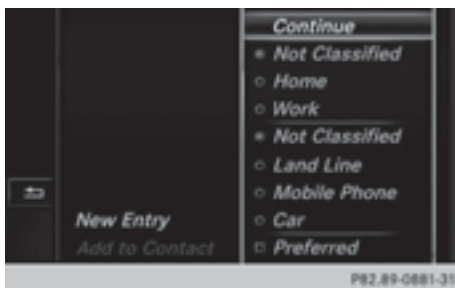 Continue
Not Classified
Home
Work
Not Classified
Land Line
Mobile Phone
New Entry
Car
Add to Contact
Preferred
P82.89-0881-31